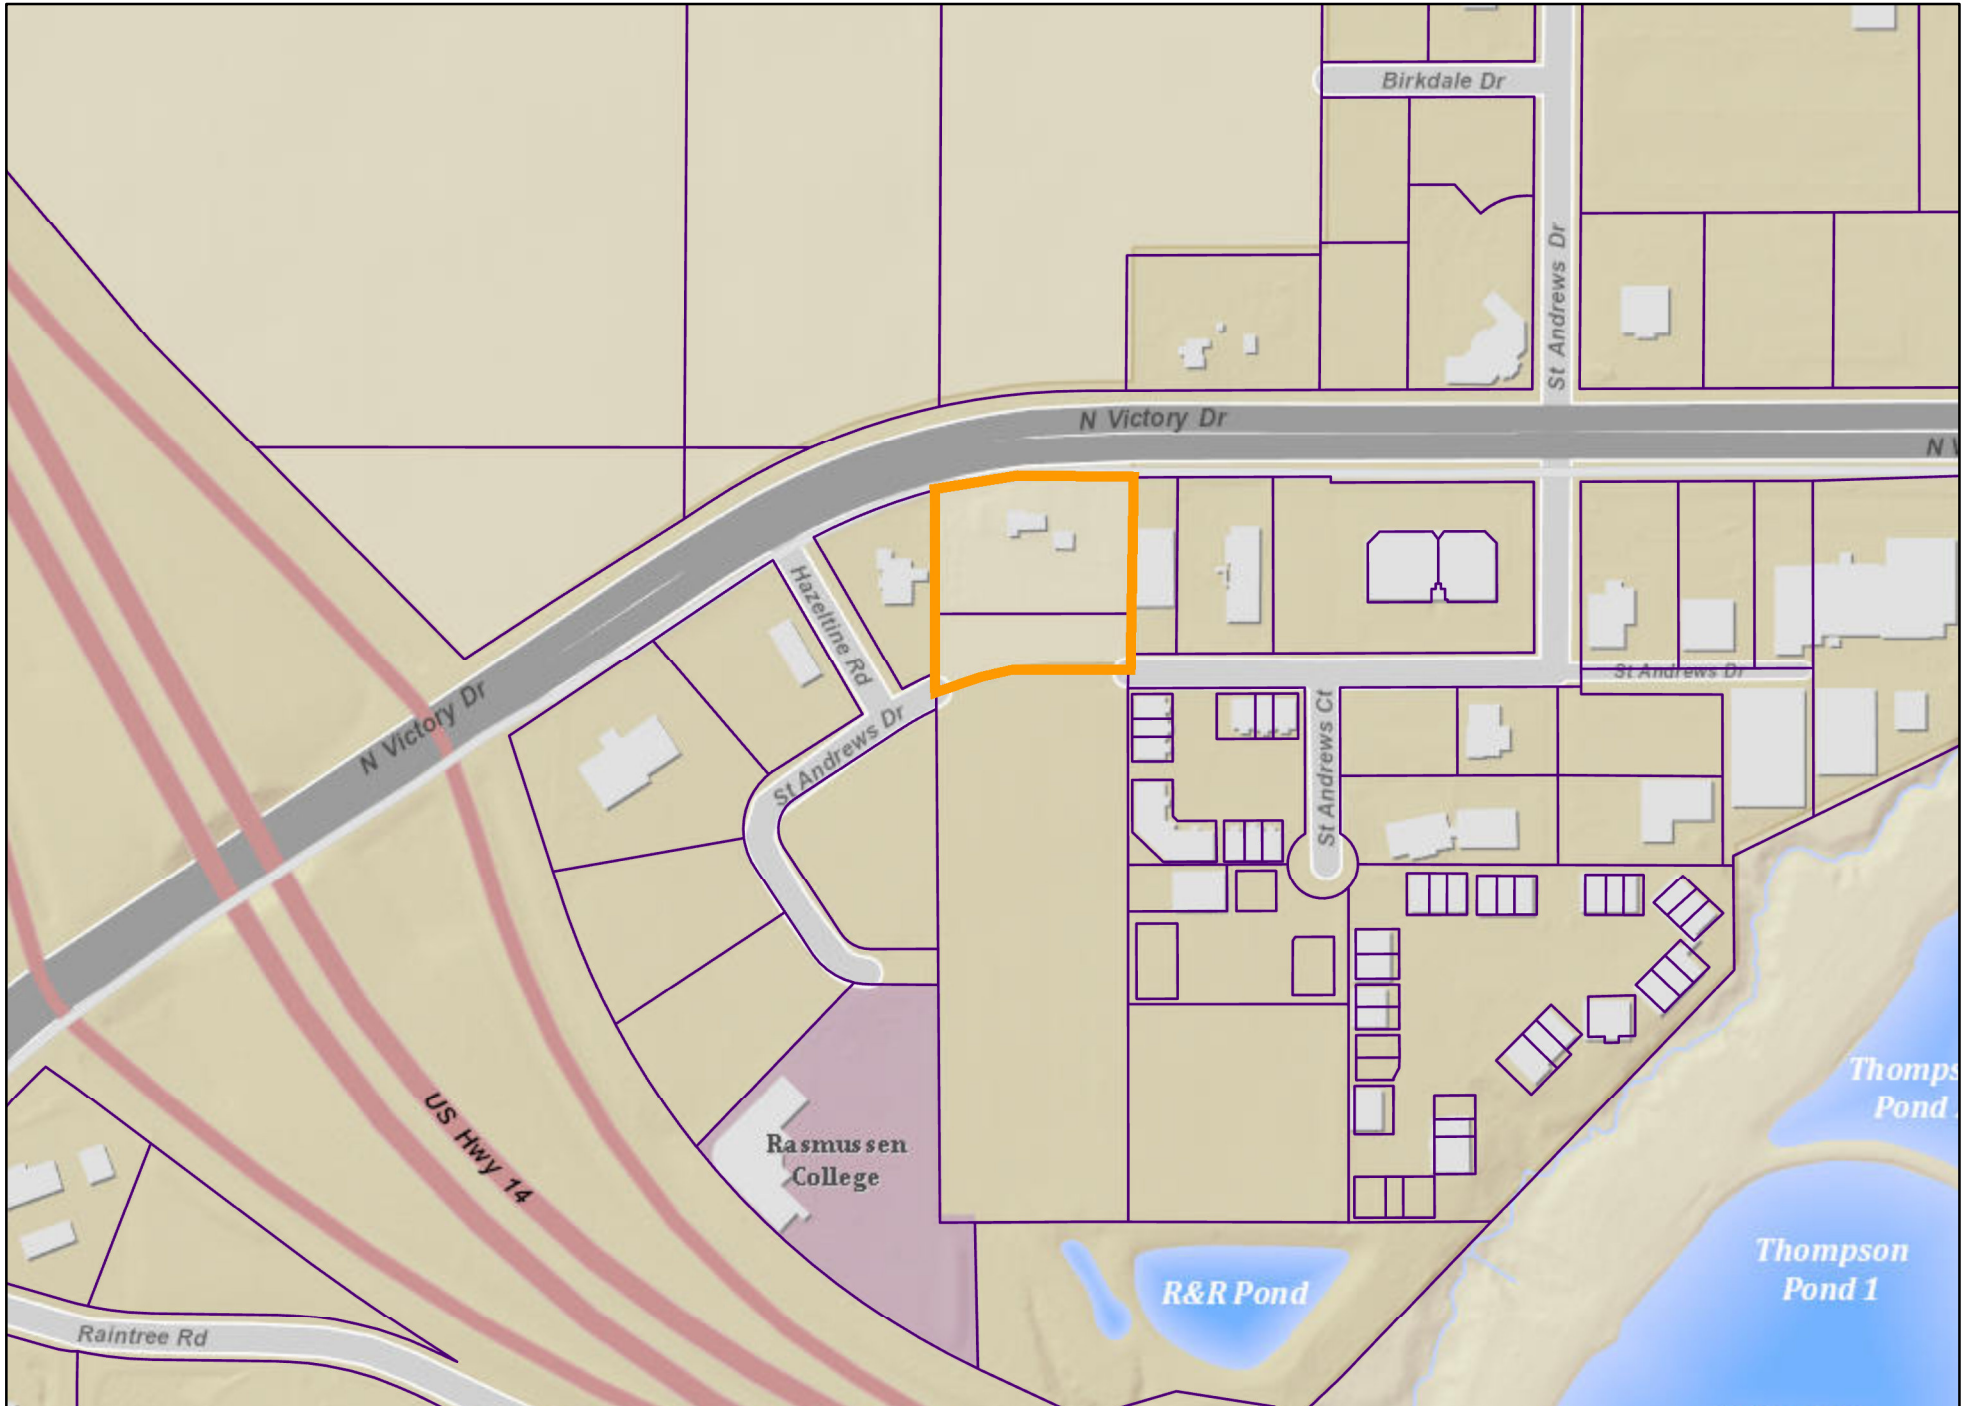 Birkdale Dr
St Andrews Dr
N Victory Dr
N V
Hazeltine Rd
St Andrews Dr
N Victory Dr
St Andrews Dr
St Andrews Ct
US Hwy 14
Rasmussen
College
Thomps
Pond
Thompson
Pond 1
R&R Pond
Raintree Rd